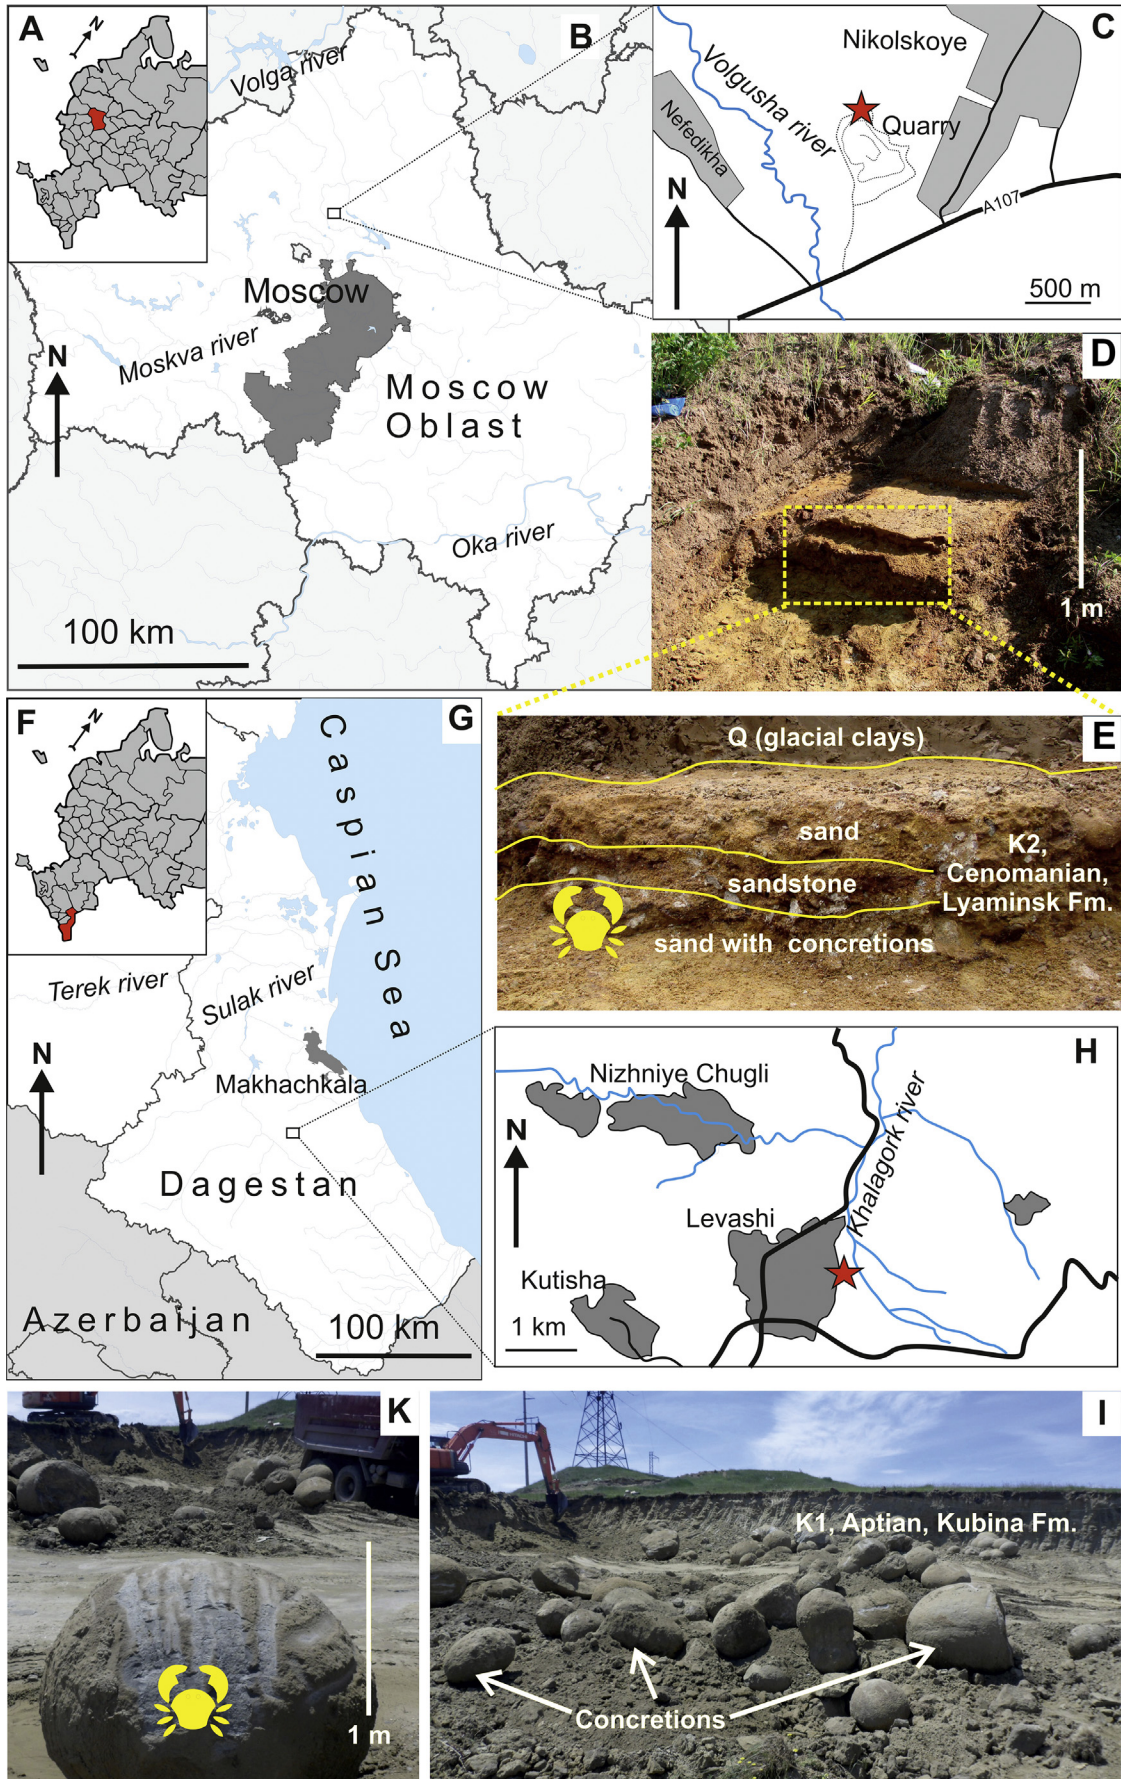 A
N
B
Volga river
Moscow
Moskva river
N
Moscow
Oblast
Oka river
100 km
C
Nikolskoye
Volgusha river
Nefedikha
Quarry
N
A107
500 m
D
1 m
E
Q (glacial clays)
sand
K2,
Cenomanian,
Lyaminsk Fm.
sandstone
sand with concretions
F
N
G
Caspian Sea
Terek river
Sulak river
N
Makhachkala
Dagestan
Azerbaijan
100 km
H
Nizhniye Chugli
N
Khalagork river
Levashi
Kutisha
1 km
K
1 m
I
K1, Aptian, Kubina Fm.
Concretions